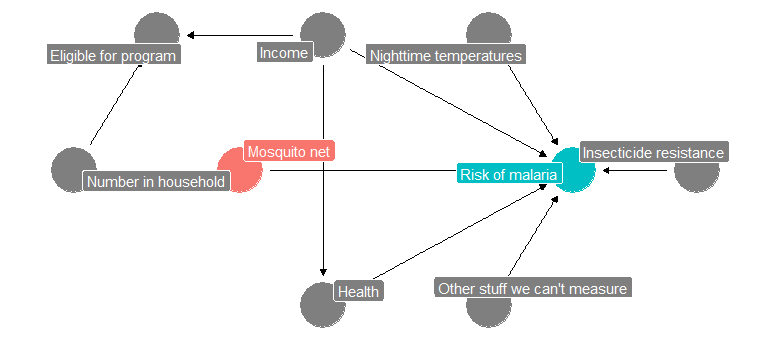 Eligible for program
Income
Nighttime temperatures
Mosquito net
Insecticide resistance
Number in household
Risk of malaria
Health
Other stuff we can't measure